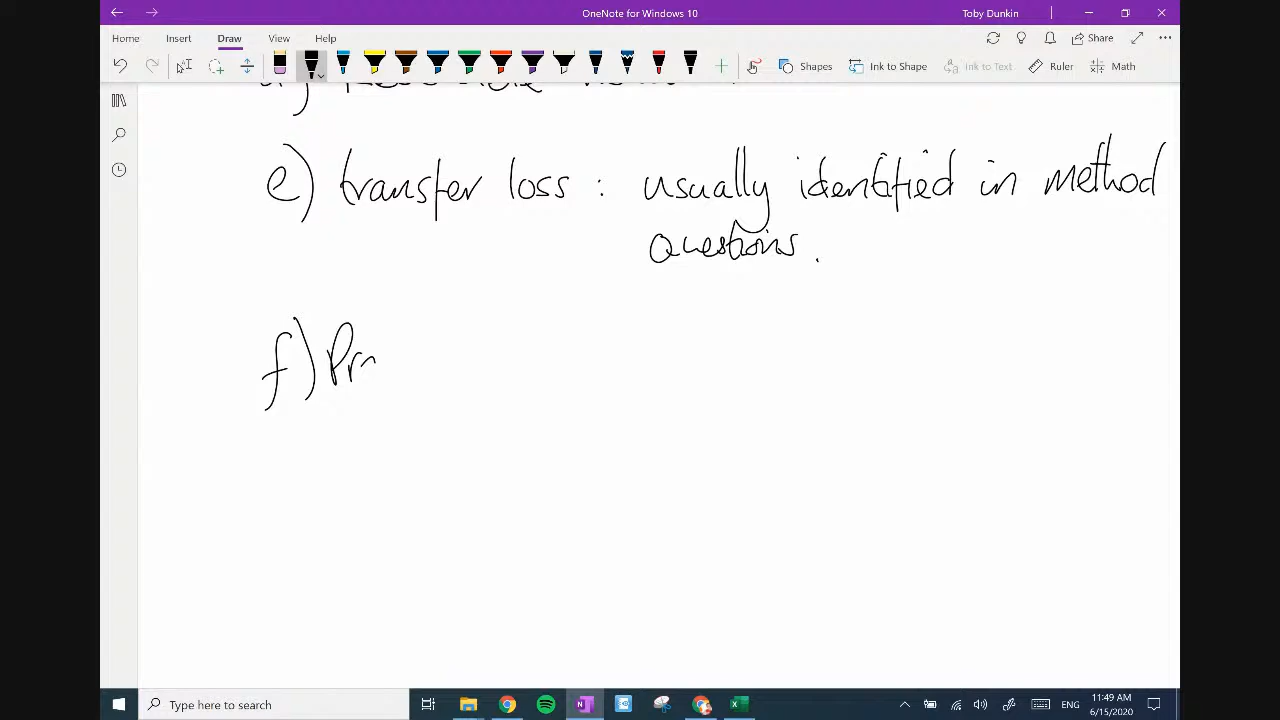 OneNote for Windows 10
Toby Dunkin
Home Insert Draw View Help
Share
Shapes Ink to Shape Ink to Text Ruler Math
e) transfer loss : usually identified in method
questions.
f) Pr
Type here to search
ENG
11:49 AM
6/15/2020